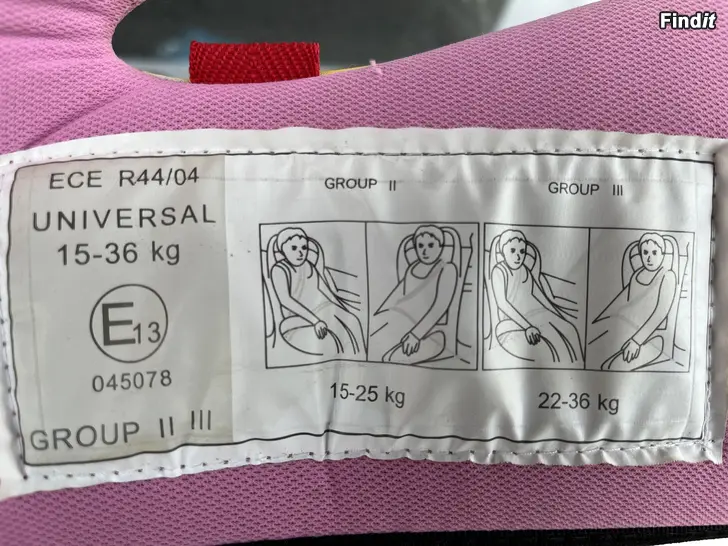 Findit
ECE R44/04
UNIVERSAL
15-36 kg
E13
045078
GROUP II III
GROUP II
15-25 kg
GROUP III
22-36 kg